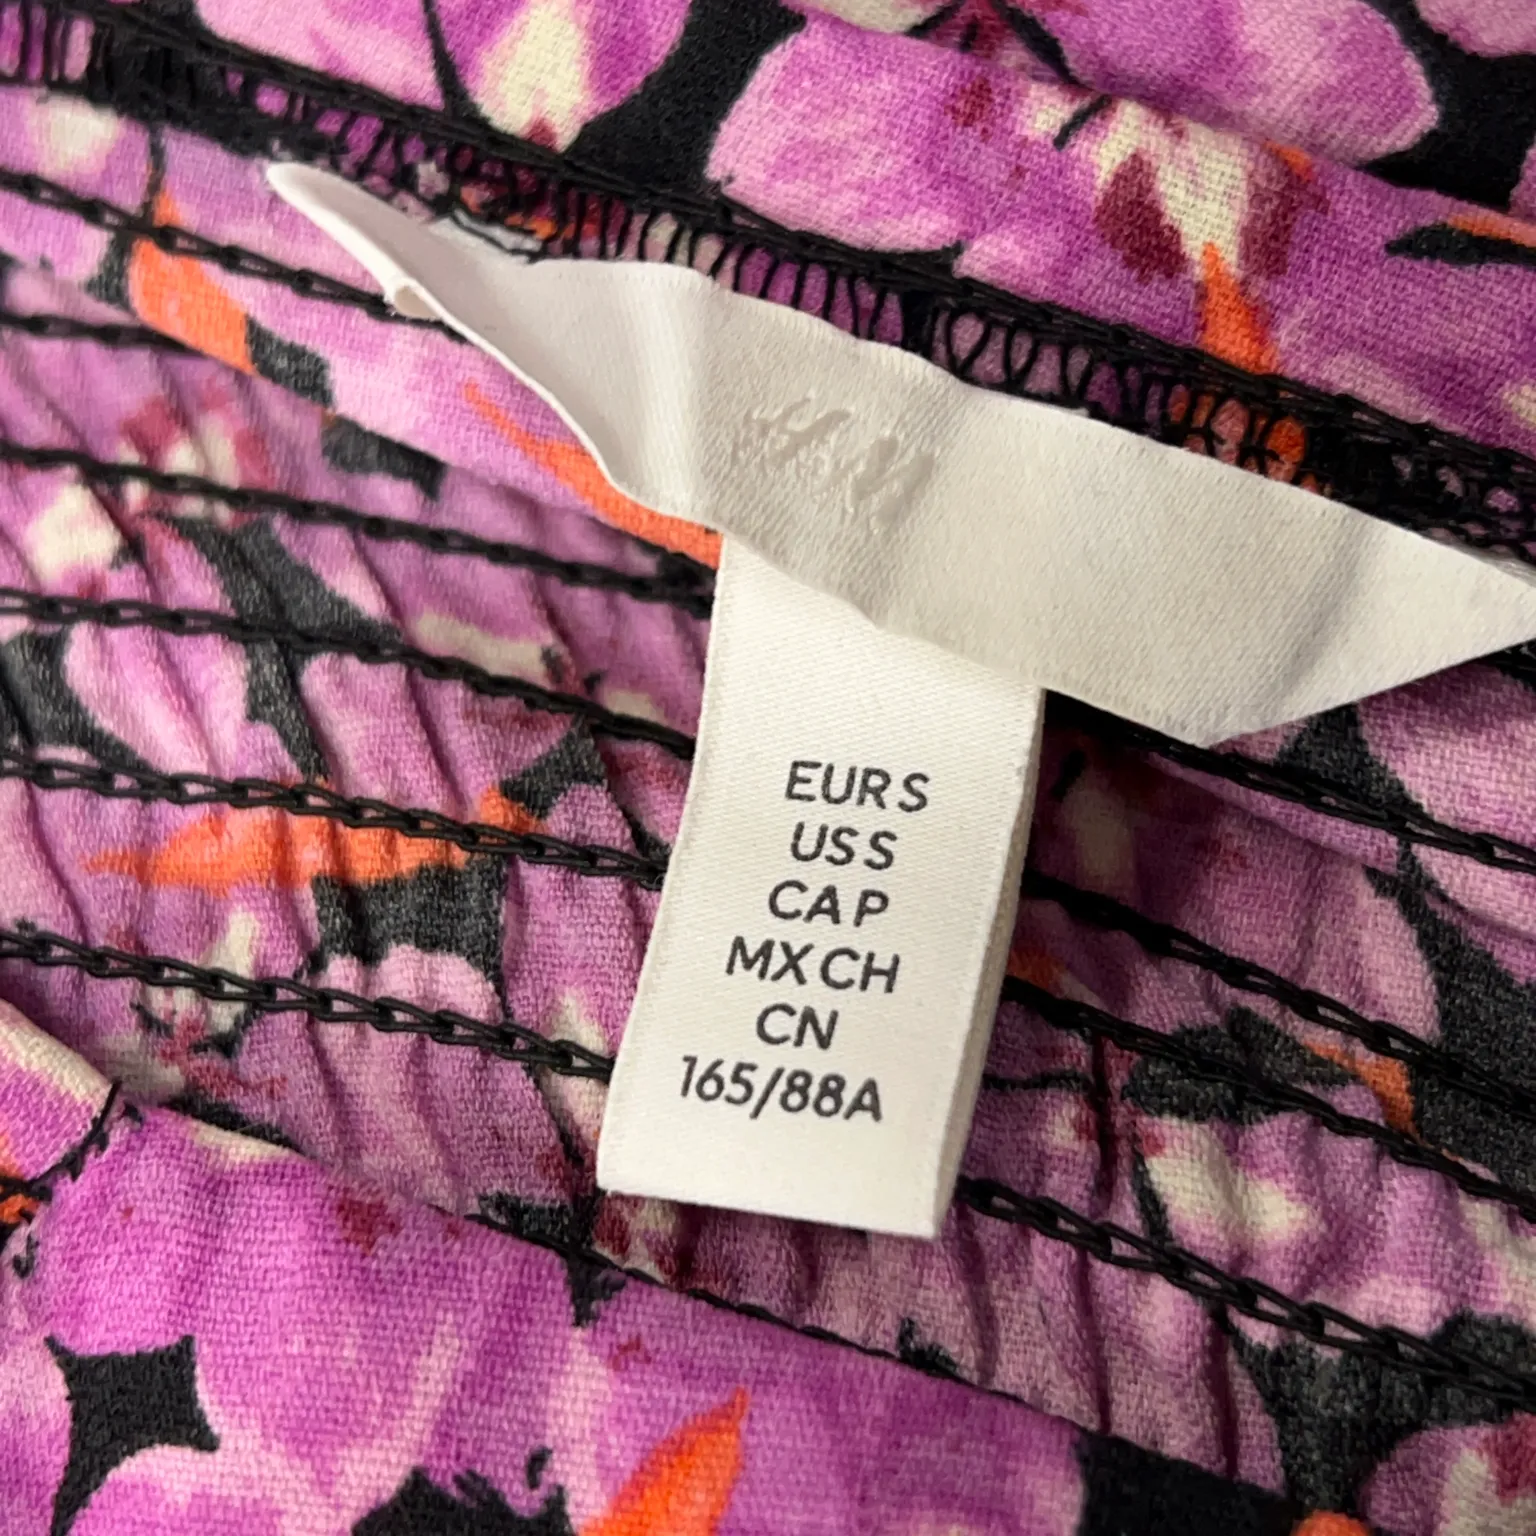 H&M
EUR S
US S
CA P
MX CH
CN
165/88A